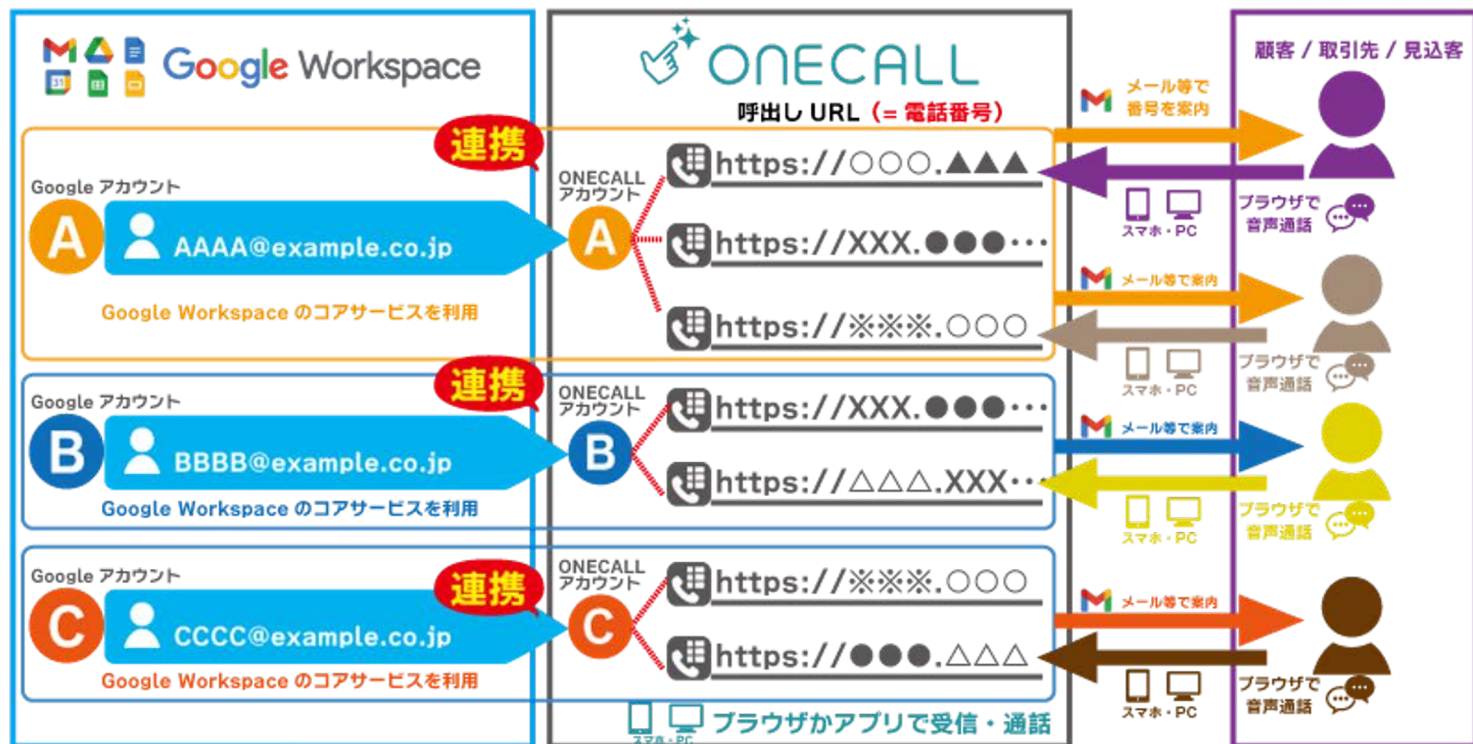 Google Workspace
31
ONECALL
呼出し URL (= 電話番号)
顧客 / 取引先 / 見込客
連携
Google アカウント
A
AAAA@example.co.jp
Google Workspace のコアサービスを利用
ONECALL
アカウント
A
https://○○○.▲▲▲
https://XXX.●●●…
https://※※※.○○○
メール等で
番号を案内
スマホ・PC
ブラウザで
音声通話
メール等で案内
スマホ・PC
ブラウザで
音声通話
連携
Google アカウント
B
BBBB@example.co.jp
Google Workspace のコアサービスを利用
ONECALL
アカウント
B
https://XXX.●●●…
https://△△△.XXX…
メール等で案内
スマホ・PC
ブラウザで
音声通話
連携
Google アカウント
C
CCCC@example.co.jp
Google Workspace のコアサービスを利用
ONECALL
アカウント
C
https://※※※.○○○
https://●●●.△△△
メール等で案内
スマホ・PC
ブラウザで
音声通話
スマホ・PC
ブラウザかアプリで受信・通話